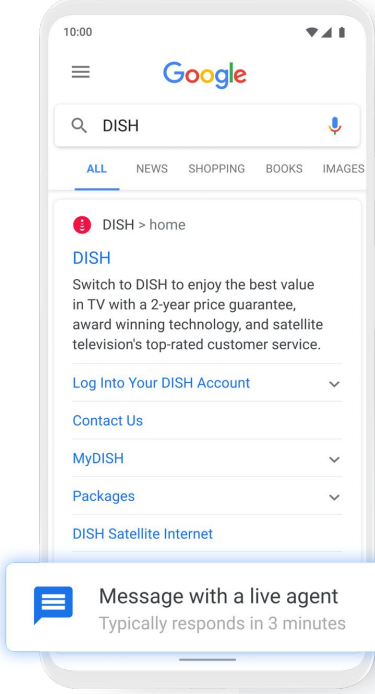 10:00
Google
DISH
ALL NEWS SHOPPING BOOKS IMAGES
DISH > home
DISH
Switch to DISH to enjoy the best value
in TV with a 2-year price guarantee,
award winning technology, and satellite
television's top-rated customer service.
Log Into Your DISH Account
Contact Us
MyDISH
Packages
DISH Satellite Internet
Message with a live agent
Typically responds in 3 minutes